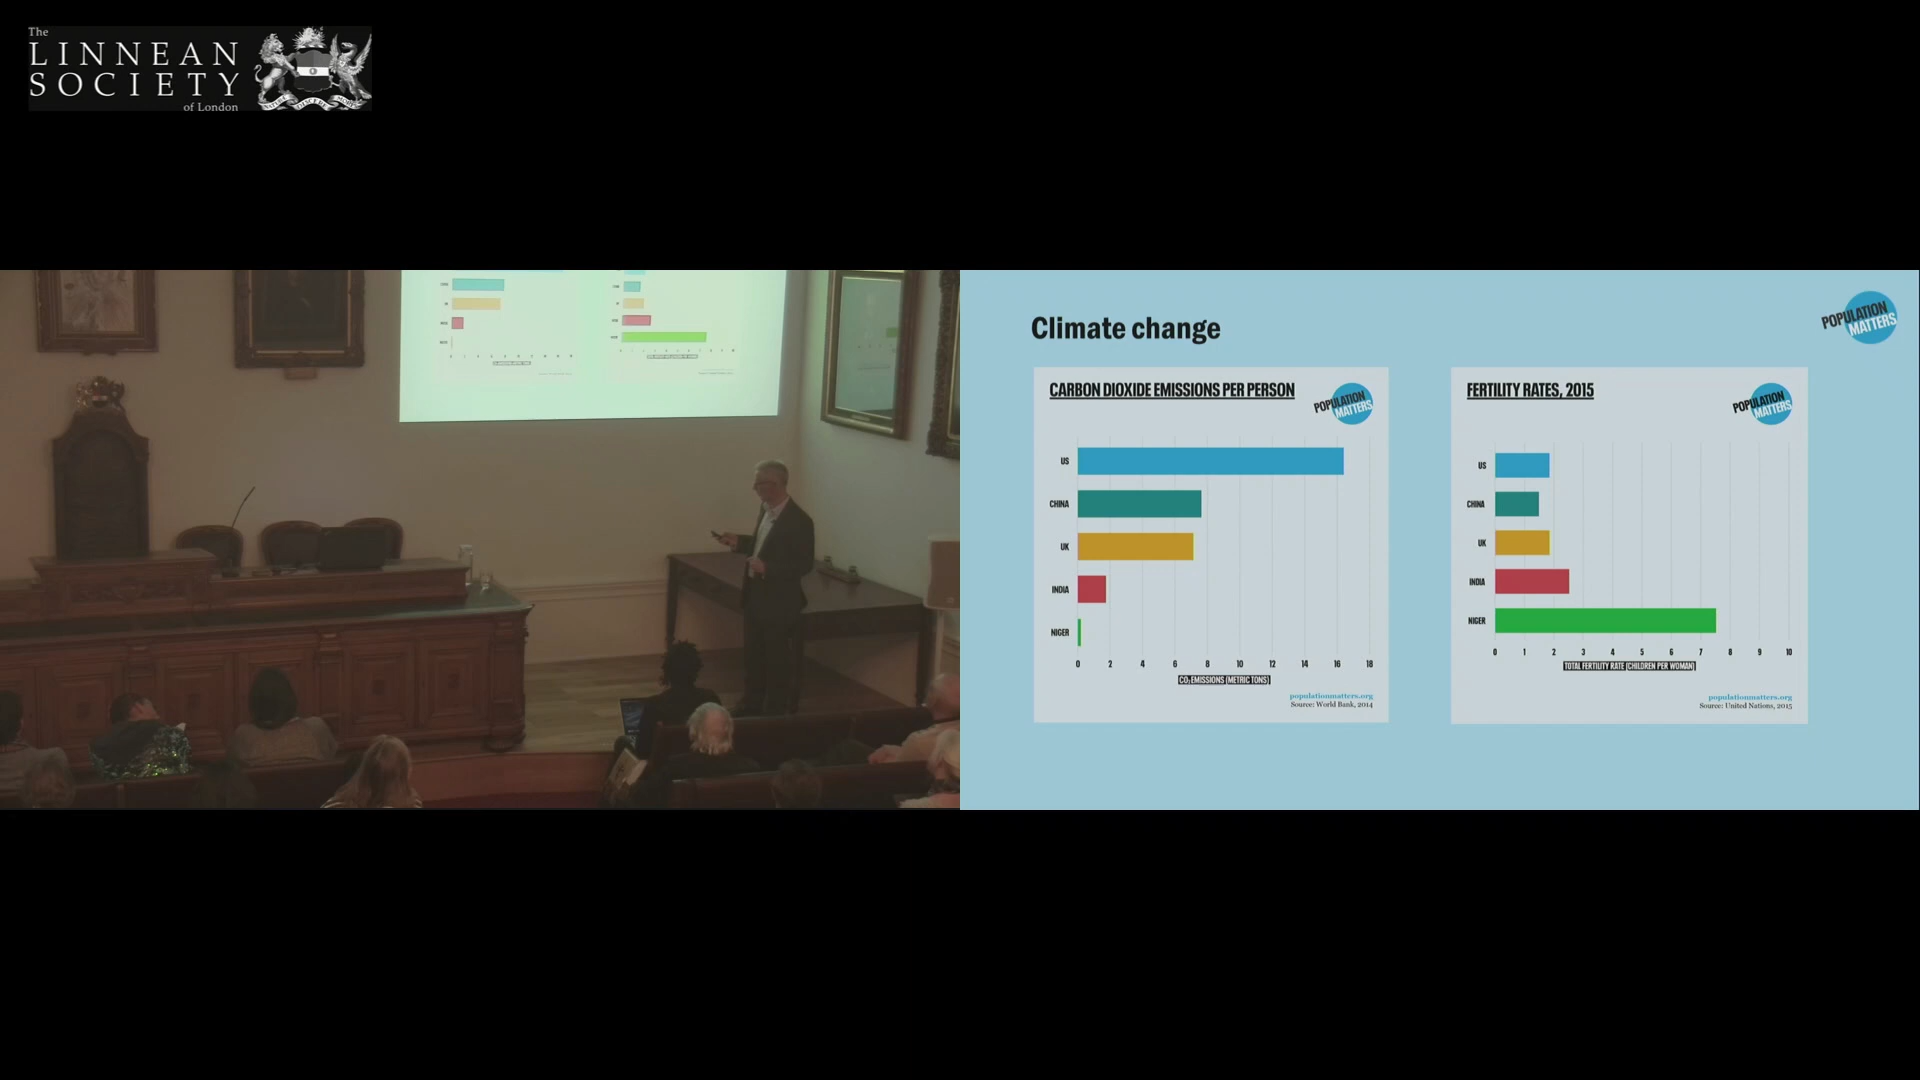 The
LINNEAN
SOCIETY
of London
Climate change
POPULATION
MATTERS
CARBON DIOXIDE EMISSIONS PER PERSON
POPULATION
MATTERS
US
CHINA
UK
INDIA
NIGER
0 2 4 6 8 10 12 14 16 18
CO₂ EMISSIONS (METRIC TONS)
populationmatters.org
Source: World Bank, 2014
FERTILITY RATES, 2015
POPULATION
MATTERS
US
CHINA
UK
INDIA
NIGER
0 1 2 3 4 5 6 7 8 9 10
TOTAL FERTILITY RATE (CHILDREN PER WOMAN)
populationmatters.org
Source: United Nations, 2015